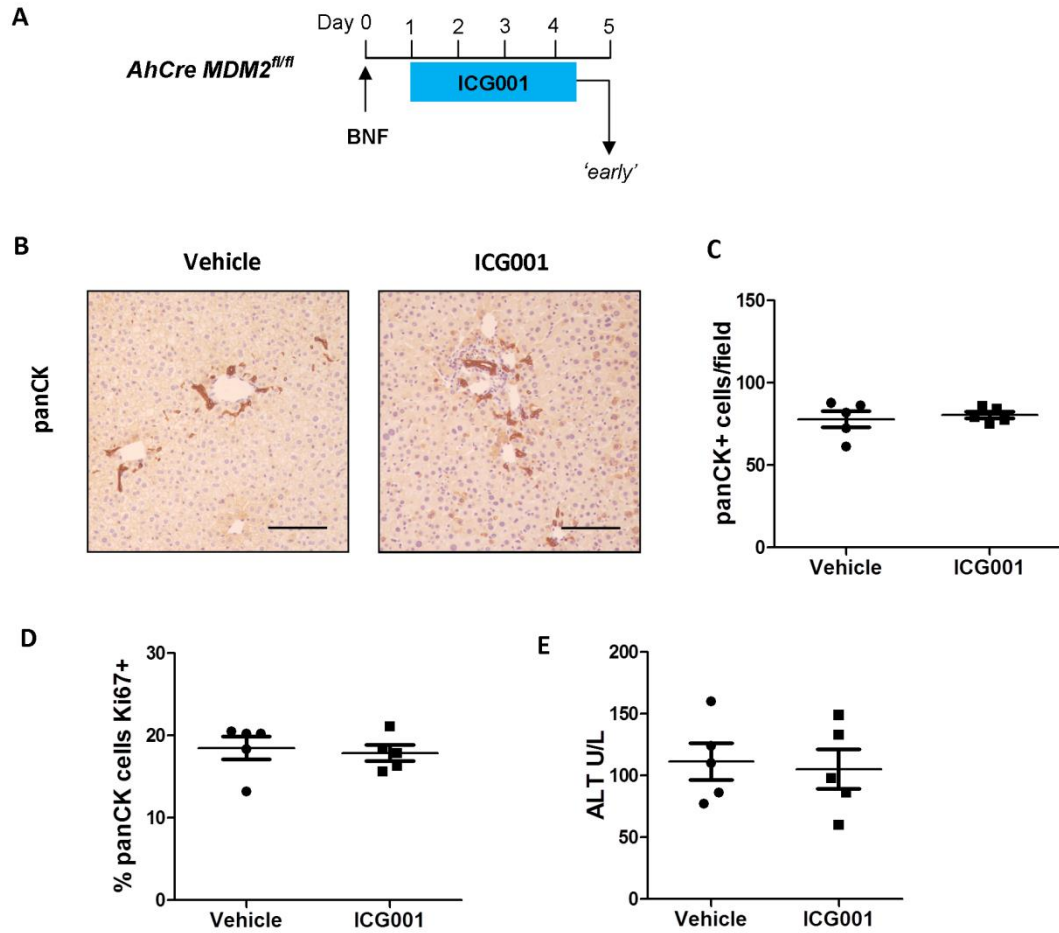 A
Day 0 1 2 3 4 5
AhCre MDM2fl/fl
ICG001
BNF
‘early’
B
Vehicle
ICG001
panCK
C
panCK+ cells/field
150
100
50
0
Vehicle
ICG001
D
% panCK cells Ki67+
30
20
10
0
Vehicle
ICG001
E
ALT U/L
200
150
100
50
0
Vehicle
ICG001